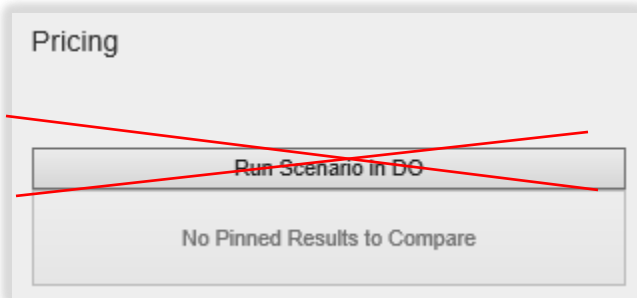 Pricing
Run Scenario in DO
No Pinned Results to Compare